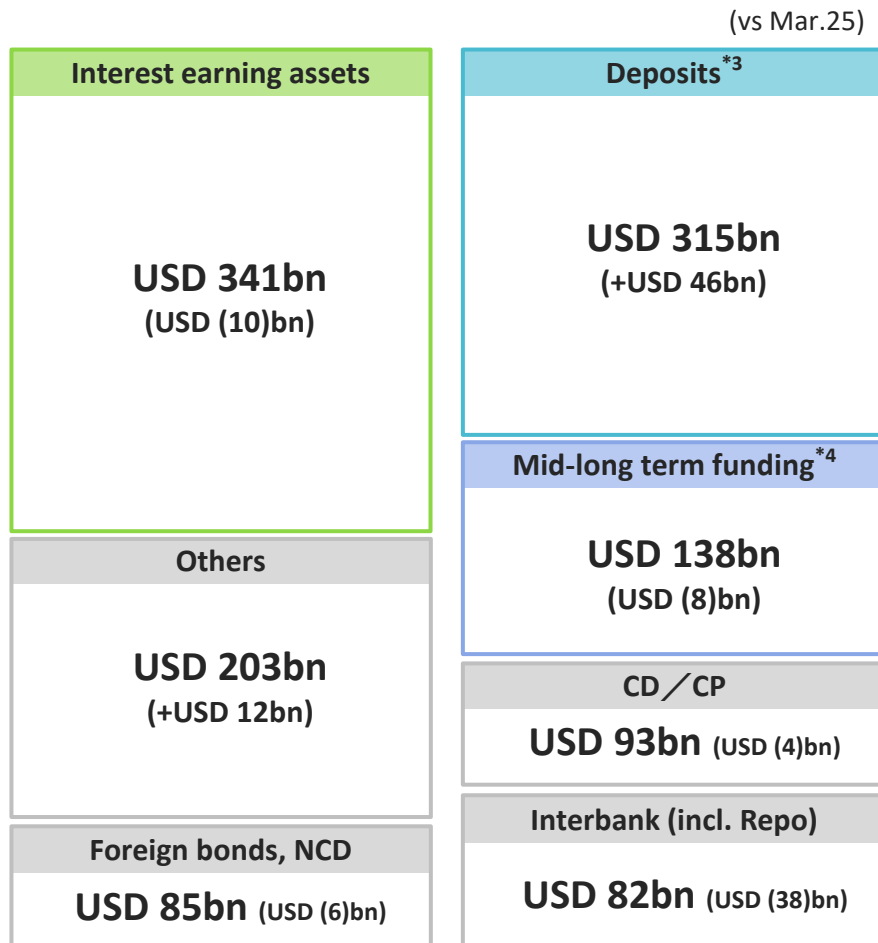 (vs Mar.25)
Interest earning assets
USD 341bn
(USD (10)bn)
Others
USD 203bn
(+USD 12bn)
Foreign bonds, NCD
USD 85bn (USD (6)bn)
Deposits*3
USD 315bn
(+USD 46bn)
Mid-long term funding*4
USD 138bn
(USD (8)bn)
CD／CP
USD 93bn (USD (4)bn)
Interbank (incl. Repo)
USD 82bn (USD (38)bn)